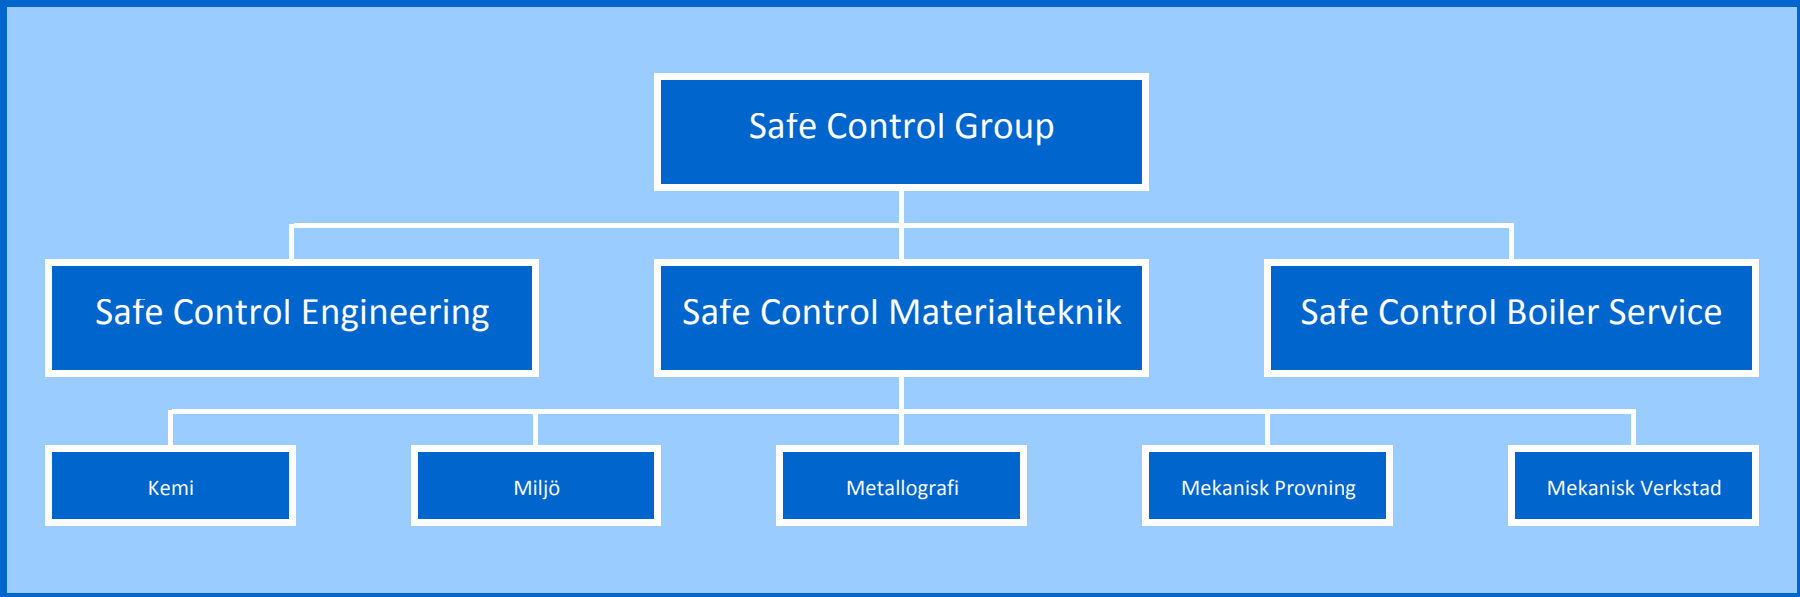 Safe Control Group
Safe Control Engineering
Safe Control Materialteknik
Safe Control Boiler Service
Kemi
Miljö
Metallografi
Mekanisk Provning
Mekanisk Verkstad